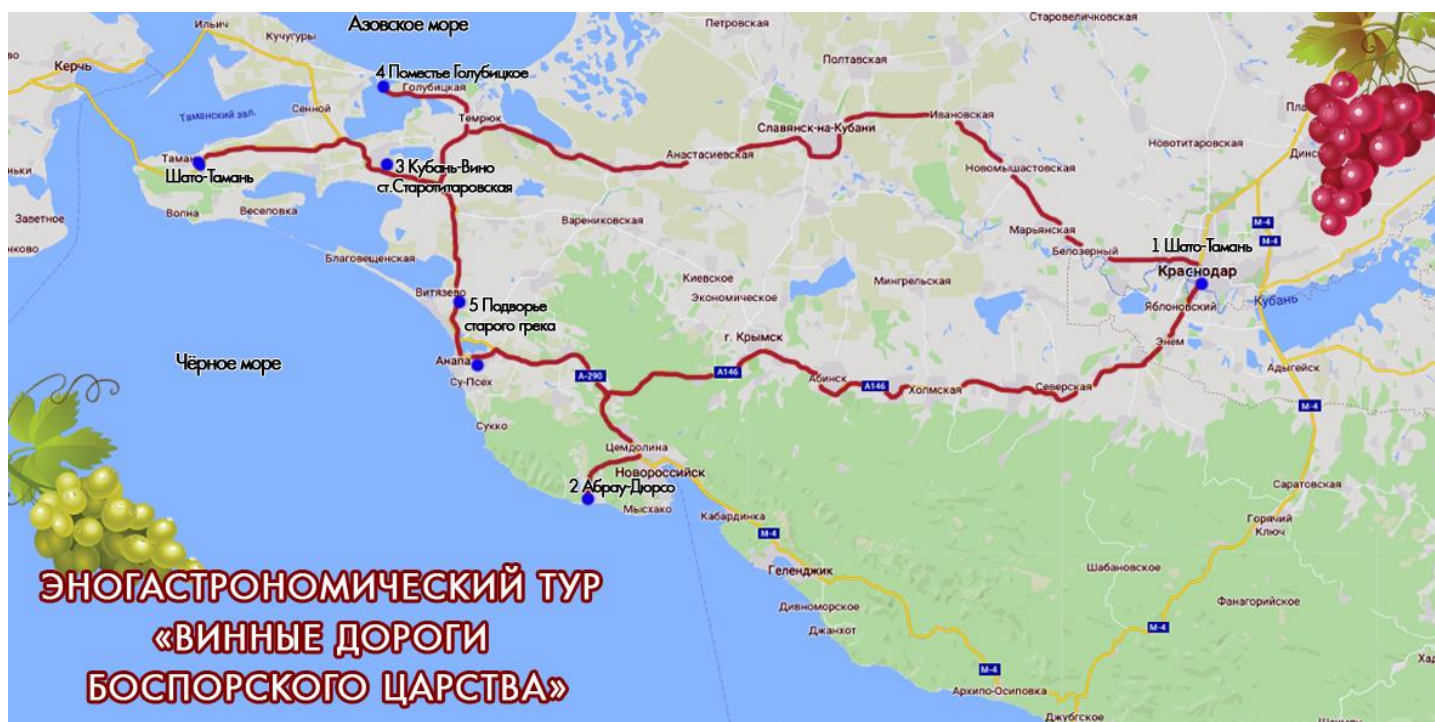 Азовское море
Петровская
Старовеличковская
Ильич
Кучугуры
Керчь
4 Поместье Голубицкое
Голубицкая
Полтавская
Сенной
Таманский зал.
Темрюк
Славянск-на-Кубани
Ивановская
Новотитаровская
Тамань
Шато-Тамань
3 Кубань-Вино
ст.Старотитаровская
Анастасиевская
Новомышастовская
Заветное
Волна
Веселовка
Варениковская
Марьянская
Белозерный
М-4
М-4
1 Шато-Тамань
Краснодар
Благовещенская
Киевское
Мингрельская
Экономическое
Яблоновский
Кубань
Витязево
5 Подворье
старого грека
г. Крымск
Энем
Чёрное море
Анапа
Су-Псех
А-290
А146
Абинск
А146
Холмская
Северская
Адыгейск
М-4
Сукко
Цемдолина
Новороссийск
2 Абрау-Дюрсо
Мысхако
Саратовская
Кабардинка
М-4
Горячий
Ключ
Геленджик
Шабановское
Фанагорийское
Дивноморское
Джанхот
М-4
М-4
Архипо-Осиповка
Джубгское
ЭНОГАСТРОНОМИЧЕСКИЙ ТУР
«ВИННЫЕ ДОРОГИ
БОСПОРСКОГО ЦАРСТВА»